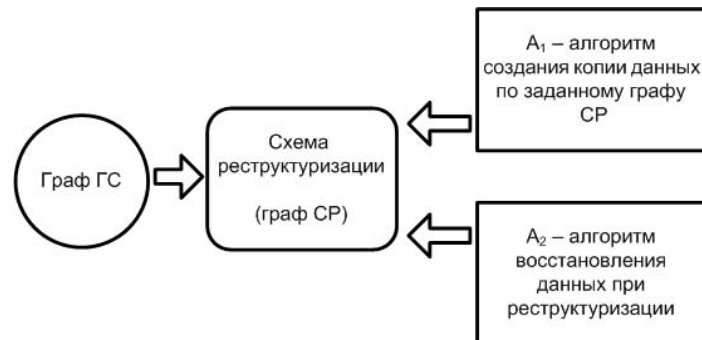 Граф ГС
Схема
реструктуризации
(граф СР)
A₁ – алгоритм
создания копии данных
по заданному графу
СР
A₂ – алгоритм
восстановления
данных при
реструктуризации